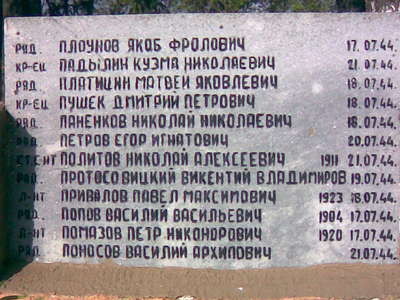 РЯД. ПЛОУНОВ ЯКОБ ФРОЛОВИЧ 17.07.44.
КР-ЕЦ ПАДЫЛИН КУЗМА НИКОЛАЕВИЧ 21.07.44.
РЯД. ПЛАТИЦИН МАТВЕЙ ЯКОВЛЕВИЧ 18.07.44.
КР-ЕЦ ПУШЕК ДМИТРИЙ ПЕТРОВИЧ 18.07.44.
РЯД. ПАНЕНКОВ НИКОЛАЙ НИКОЛАЕВИЧ 18.07.44.
РЯД. ПЕТРОВ ЕГОР ИГНАТОВИЧ 20.07.44.
СТ.С-НТ ПОЛИТОВ НИКОЛАЙ АЛЕКСЕЕВИЧ 1911 21.07.44.
РЯД. ПРОТОСОВИЦКИЙ ВИКЕНТИЙ ВЛАДИМИРОВ 19.07.44.
Л-НТ ПРИВАЛОВ ПАВЕЛ МАКСИМОВИЧ 1923 18.07.44.
РЯД. ПОПОВ ВАСИЛИЙ ВАСИЛЬЕВИЧ 1904 17.07.44.
Л-НТ ПОМАЗОВ ПЕТР НИКОНОРОВИЧ 1920 17.07.44.
РЯД. ПОНОСОВ ВАСИЛИЙ АРХИПОВИЧ 21.07.44.